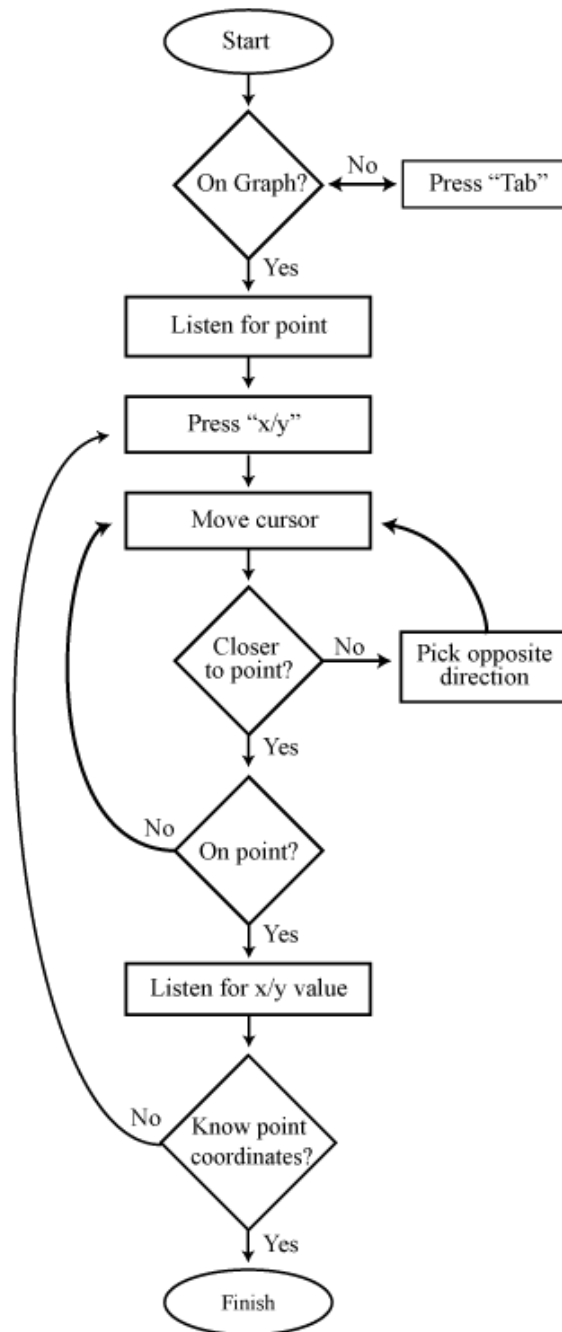 Start
On Graph?
No
Press “Tab”
Yes
Listen for point
Press “x/y”
Move cursor
Closer
to point?
No
Pick opposite
direction
Yes
No
On point?
Yes
Listen for x/y value
No
Know point
coordinates?
Yes
Finish